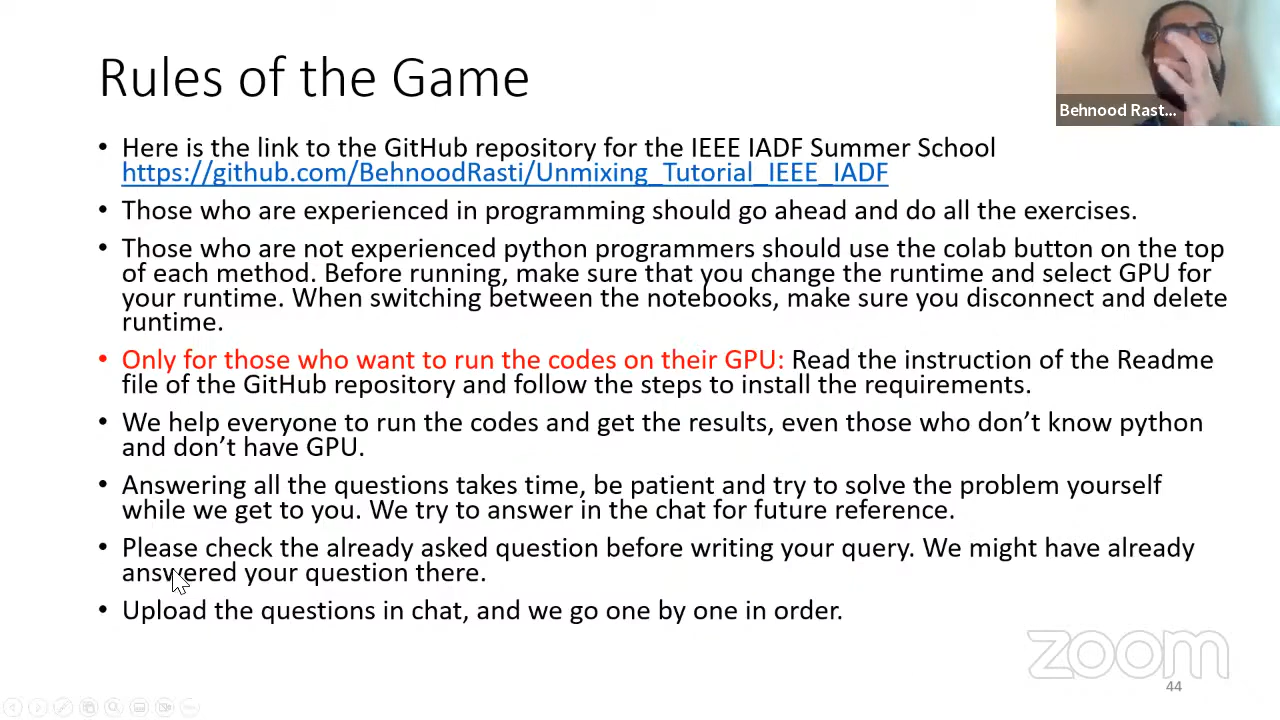 Rules of the Game
Behnood Rast...
• Here is the link to the GitHub repository for the IEEE IADF Summer School
https://github.com/BehnoodRasti/Unmixing_Tutorial_IEEE_IADF
• Those who are experienced in programming should go ahead and do all the exercises.
• Those who are not experienced python programmers should use the colab button on the top
of each method. Before running, make sure that you change the runtime and select GPU for
your runtime. When switching between the notebooks, make sure you disconnect and delete
runtime.
• Only for those who want to run the codes on their GPU: Read the instruction of the Readme
file of the GitHub repository and follow the steps to install the requirements.
• We help everyone to run the codes and get the results, even those who don’t know python
and don’t have GPU.
• Answering all the questions takes time, be patient and try to solve the problem yourself
while we get to you. We try to answer in the chat for future reference.
• Please check the already asked question before writing your query. We might have already
answered your question there.
• Upload the questions in chat, and we go one by one in order.
zoom
44